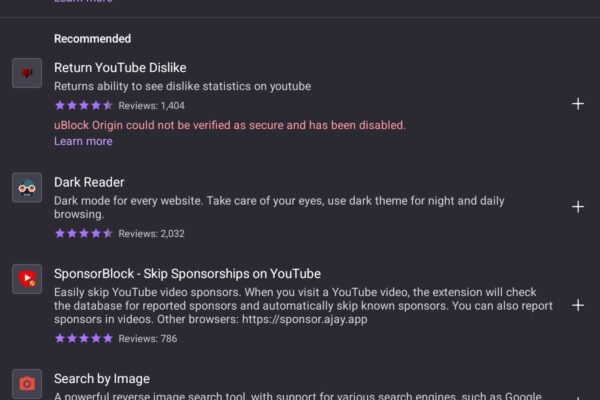 Learn more
Recommended
Return YouTube Dislike
Returns ability to see dislike statistics on youtube
Reviews: 1,404
uBlock Origin could not be verified as secure and has been disabled.
Learn more
Dark Reader
Dark mode for every website. Take care of your eyes, use dark theme for night and daily
browsing.
Reviews: 2,032
SponsorBlock - Skip Sponsorships on YouTube
Easily skip YouTube video sponsors. When you visit a YouTube video, the extension will check
the database for reported sponsors and automatically skip known sponsors. You can also report
sponsors in videos. Other browsers: https://sponsor.ajay.app
Reviews: 786
Search by Image
A powerful reverse image search tool, with support for various search engines, such as Google,